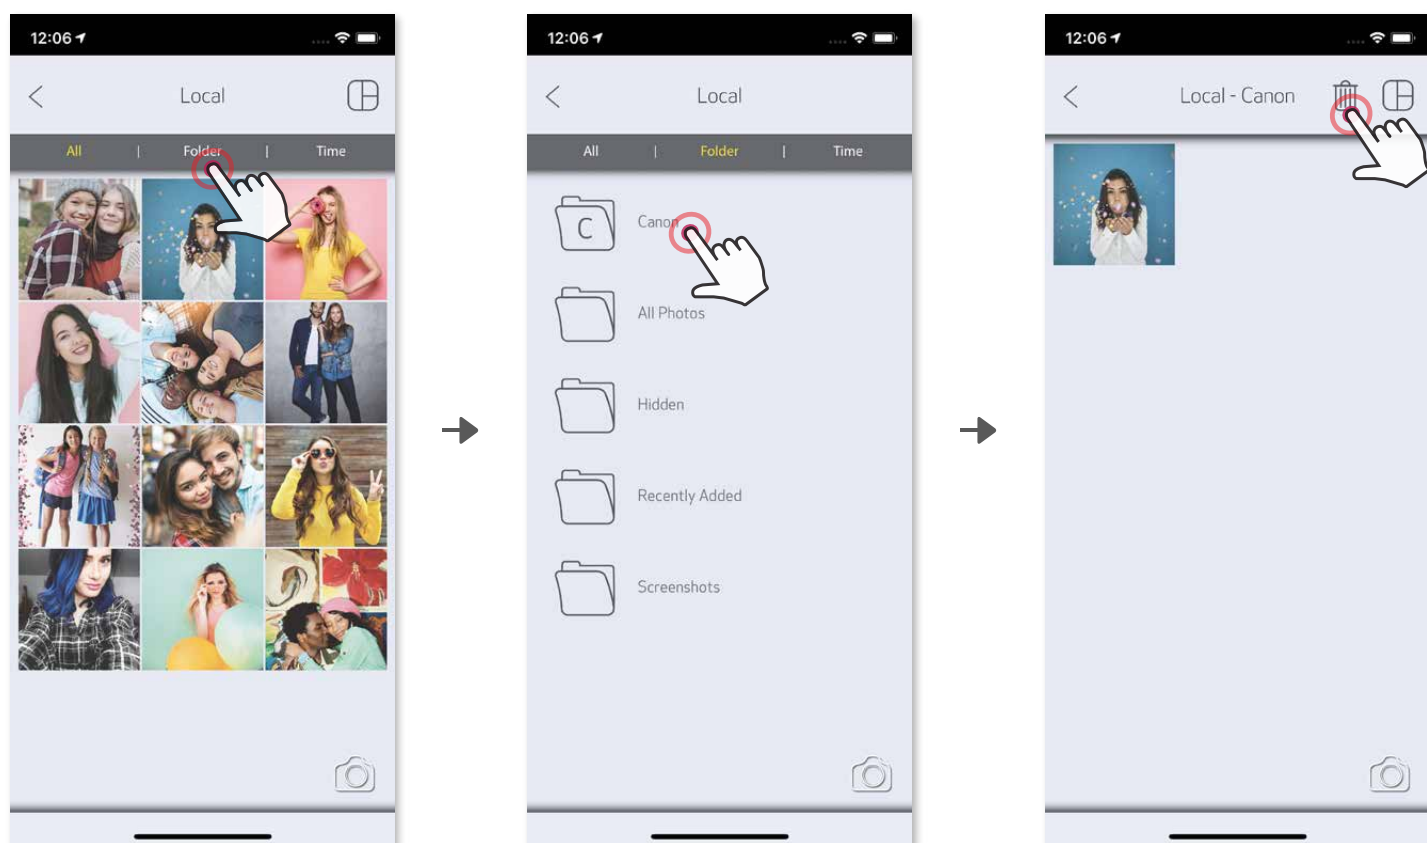 12:06
Local
All | Folder | Time
12:06
Local
All | Folder | Time
C Canon
All Photos
Hidden
Recently Added
Screenshots
12:06
Local - Canon